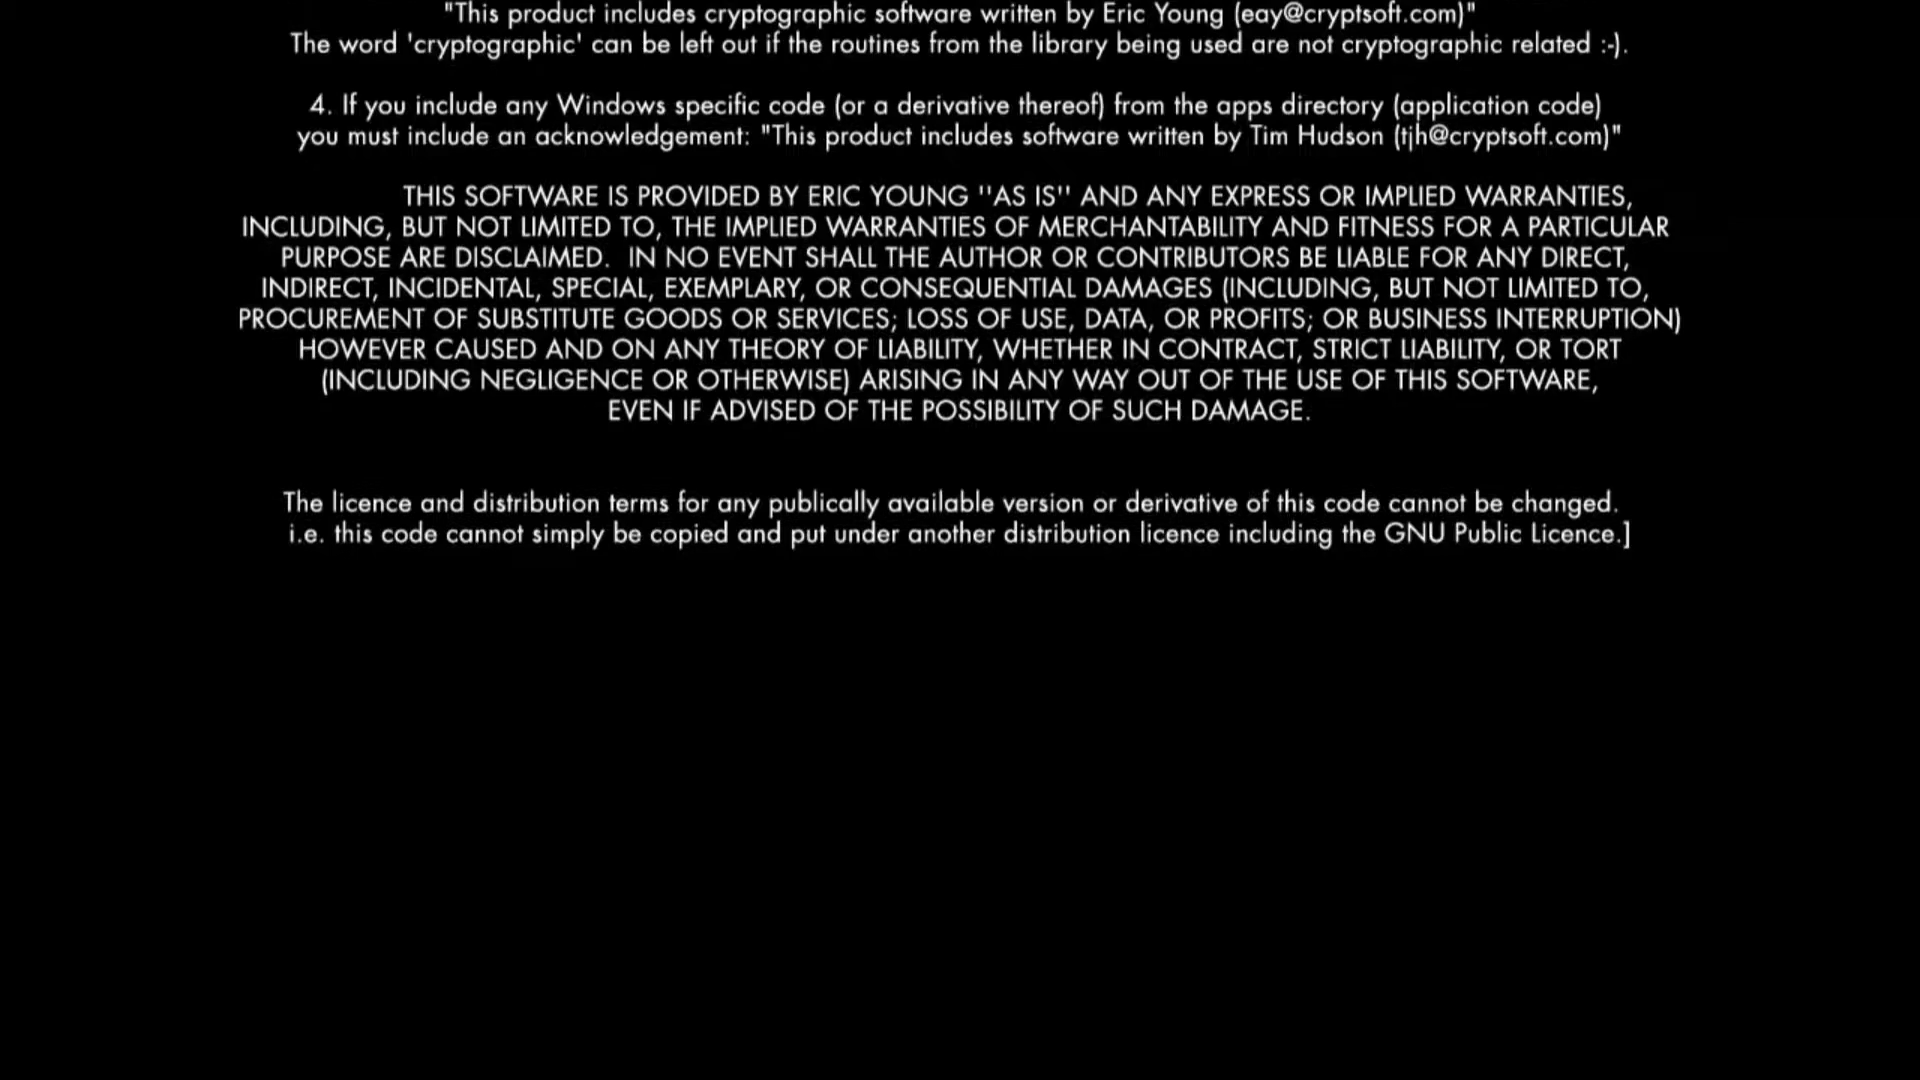 "This product includes cryptographic software written by Eric Young (eay@cryptsoft.com)"
The word 'cryptographic' can be left out if the routines from the library being used are not cryptographic related :-).
4. If you include any Windows specific code (or a derivative thereof) from the apps directory (application code)
you must include an acknowledgement: "This product includes software written by Tim Hudson (tjh@cryptsoft.com)"
THIS SOFTWARE IS PROVIDED BY ERIC YOUNG ''AS IS'' AND ANY EXPRESS OR IMPLIED WARRANTIES,
INCLUDING, BUT NOT LIMITED TO, THE IMPLIED WARRANTIES OF MERCHANTABILITY AND FITNESS FOR A PARTICULAR
PURPOSE ARE DISCLAIMED.  IN NO EVENT SHALL THE AUTHOR OR CONTRIBUTORS BE LIABLE FOR ANY DIRECT,
INDIRECT, INCIDENTAL, SPECIAL, EXEMPLARY, OR CONSEQUENTIAL DAMAGES (INCLUDING, BUT NOT LIMITED TO,
PROCUREMENT OF SUBSTITUTE GOODS OR SERVICES; LOSS OF USE, DATA, OR PROFITS; OR BUSINESS INTERRUPTION)
HOWEVER CAUSED AND ON ANY THEORY OF LIABILITY, WHETHER IN CONTRACT, STRICT LIABILITY, OR TORT
(INCLUDING NEGLIGENCE OR OTHERWISE) ARISING IN ANY WAY OUT OF THE USE OF THIS SOFTWARE,
EVEN IF ADVISED OF THE POSSIBILITY OF SUCH DAMAGE.
The licence and distribution terms for any publically available version or derivative of this code cannot be changed.
i.e. this code cannot simply be copied and put under another distribution licence including the GNU Public Licence.]